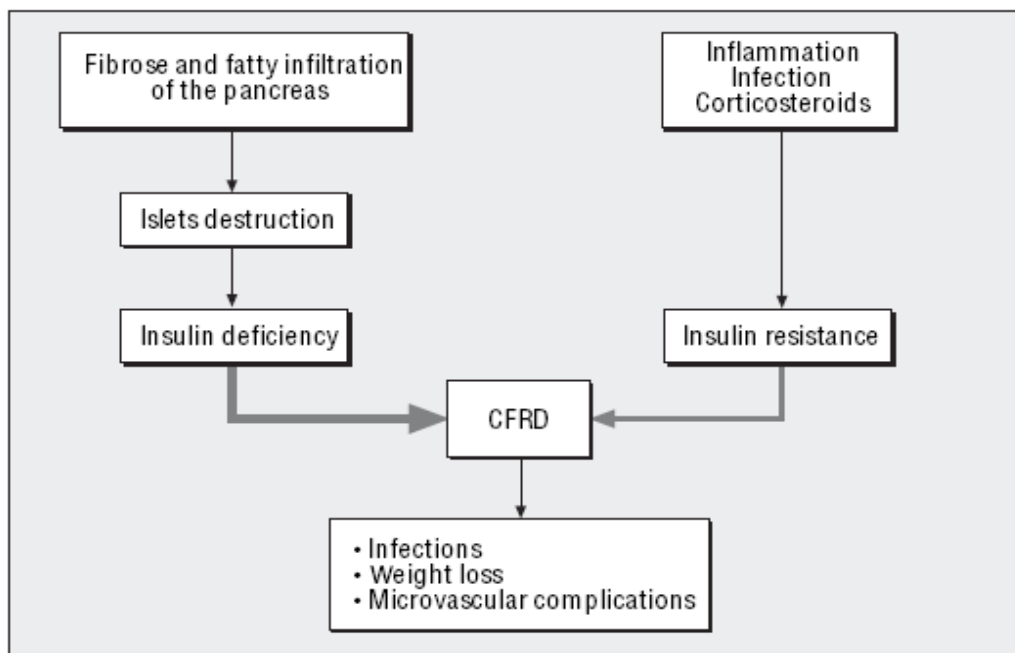 Fibrose and fatty infiltration
of the pancreas
Inflammation
Infection
Corticosteroids
Islets destruction
Insulin deficiency
Insulin resistance
CFRD
• Infections
• Weight loss
• Microvascular complications